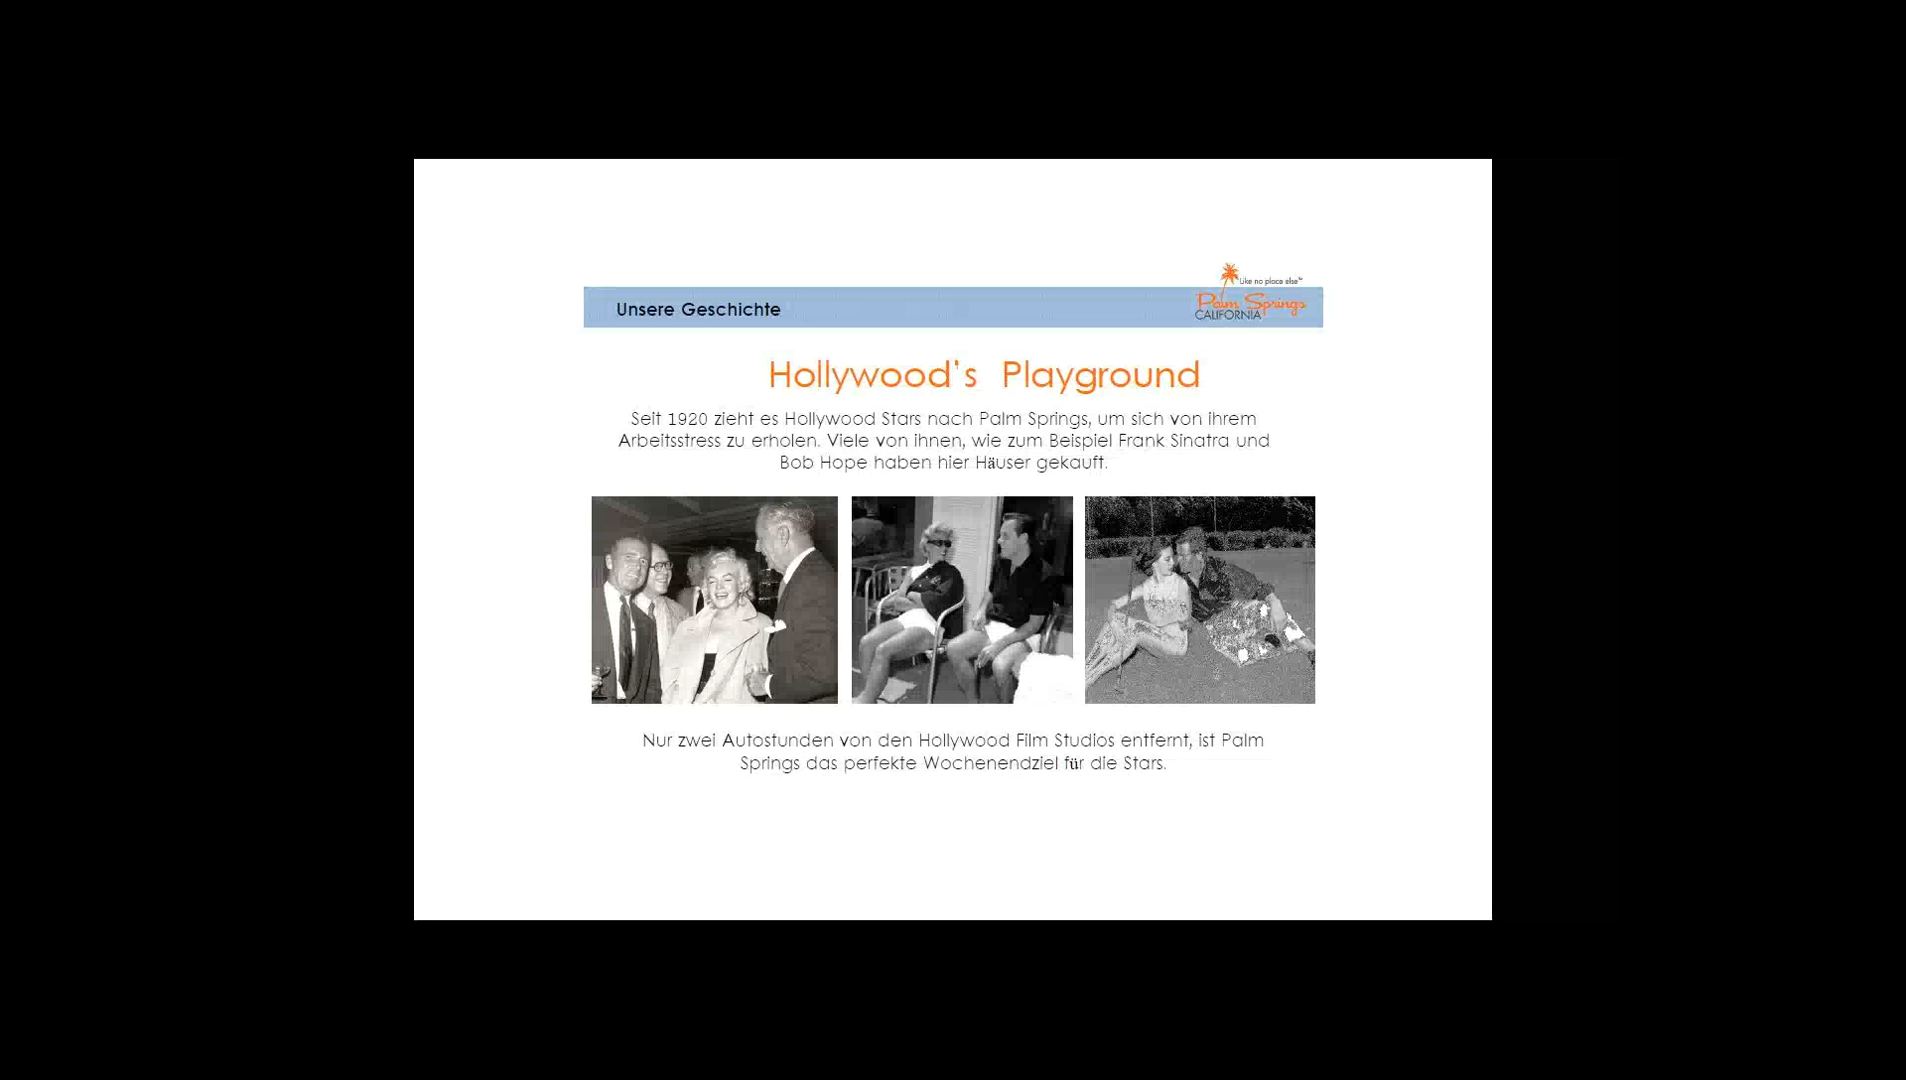 Like no place else™
Unsere Geschichte
Palm Springs
CALIFORNIA
Hollywood's Playground
Seit 1920 zieht es Hollywood Stars nach Palm Springs, um sich von ihrem
Arbeitsstress zu erholen. Viele von ihnen, wie zum Beispiel Frank Sinatra und
Bob Hope haben hier Häuser gekauft.
Nur zwei Autostunden von den Hollywood Film Studios entfernt, ist Palm
Springs das perfekte Wochenendziel für die Stars.